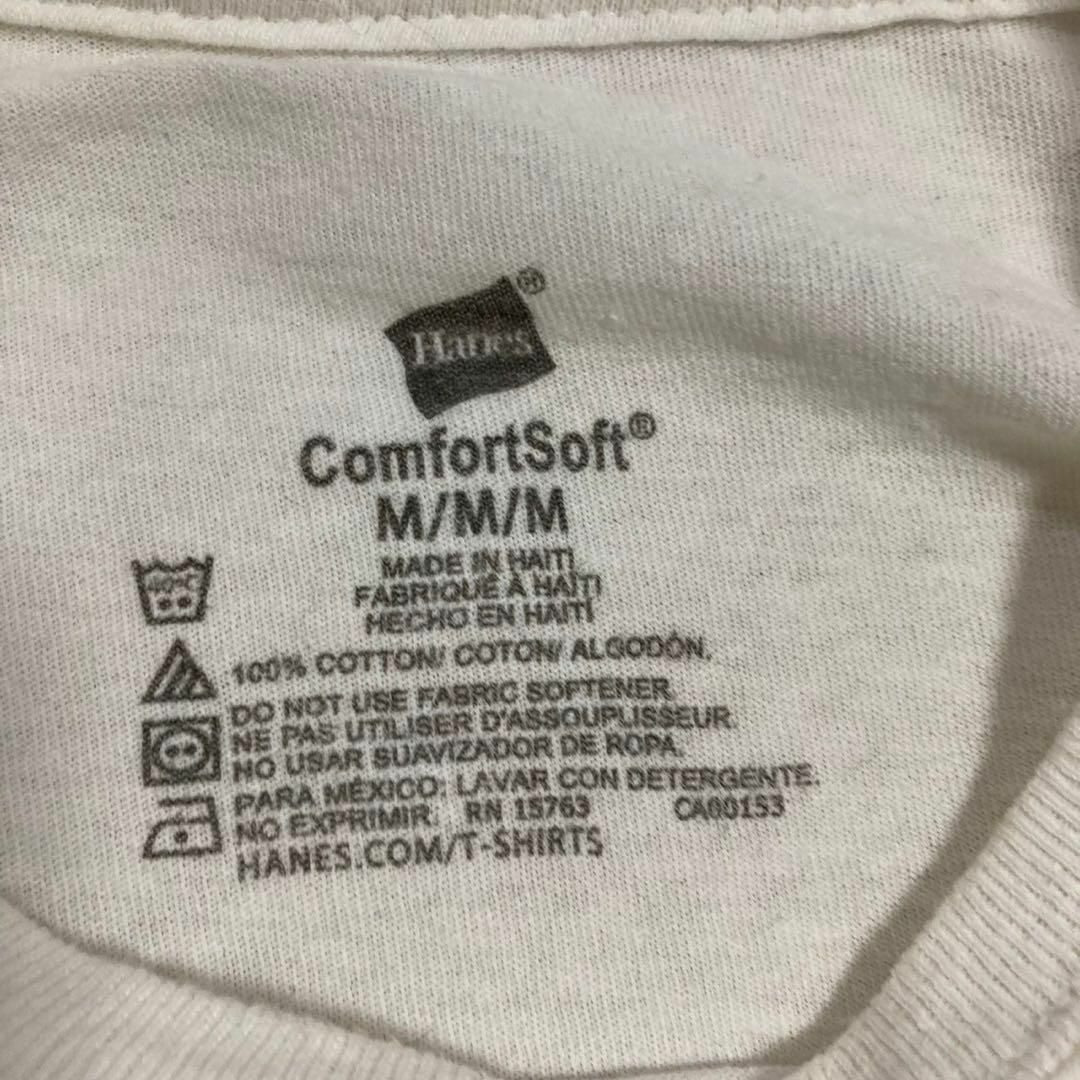 Hanes®
ComfortSoft®
M/M/M
MADE IN HAITI
FABRIQUÉ À HAÏTI
HECHO EN HAITÍ
100% COTTON/ COTON/ ALGODÓN.
DO NOT USE FABRIC SOFTENER.
NE PAS UTILISER D'ASSOUPLISSEUR.
NO USAR SUAVIZADOR DE ROPA.
PARA MÉXICO: LAVAR CON DETERGENTE.
NO EXPRIMIR. RN 15763 CA00153
HANES.COM/T-SHIRTS